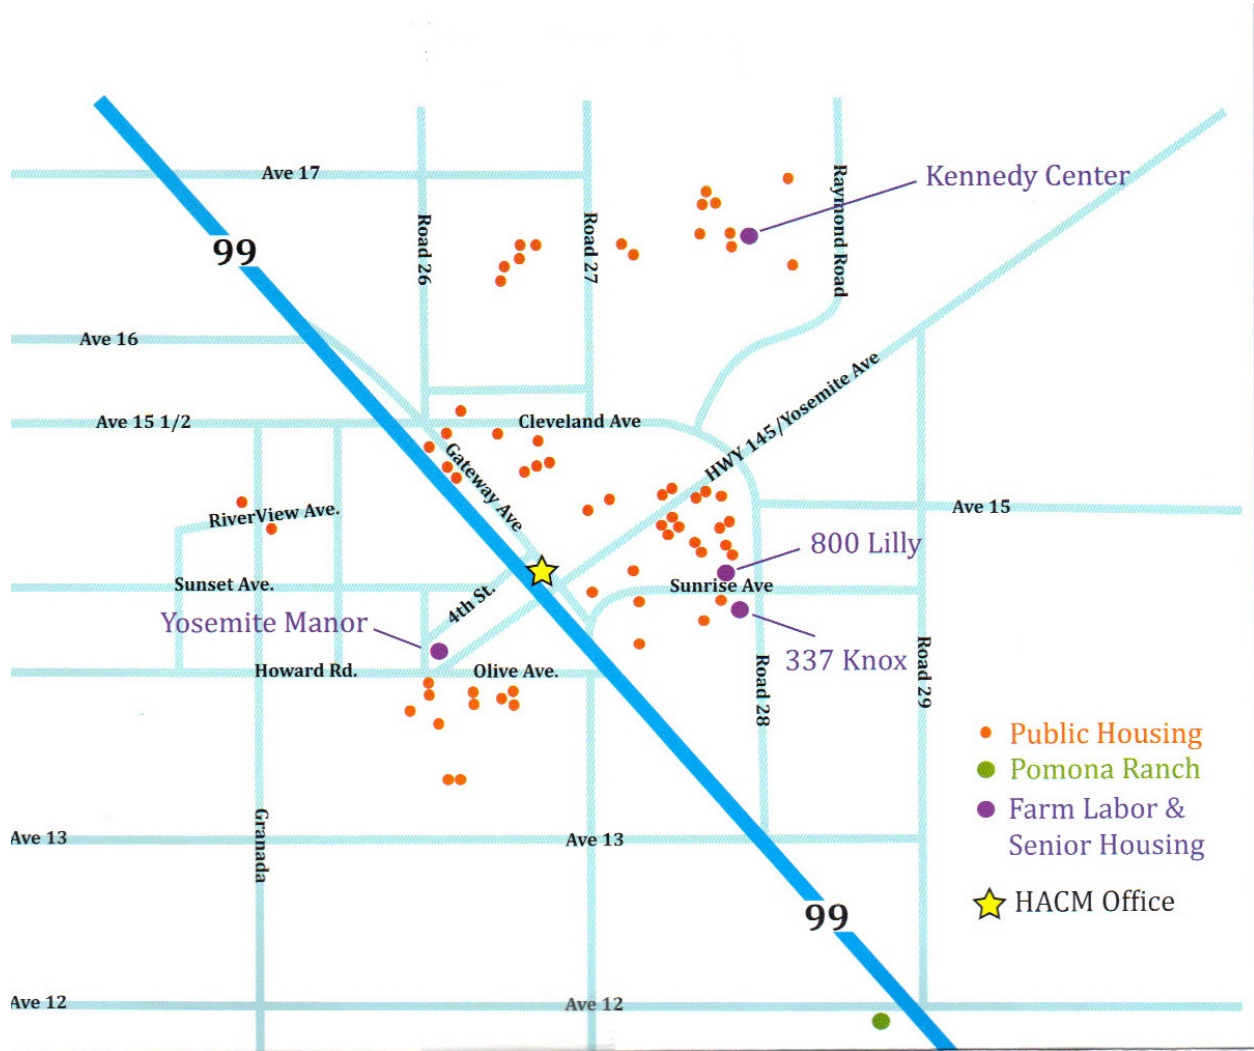 Ave 17
Kennedy Center
Raymond Road
Road 26
Road 27
99
Ave 16
HWY 145/Yosemite Ave
Ave 15 1/2
Cleveland Ave
Gateway Ave
RiverView Ave.
Ave 15
800 Lilly
Sunset Ave.
4th St.
Sunrise Ave
Yosemite Manor
337 Knox
Howard Rd.
Olive Ave.
Road 28
Road 29
Public Housing
Pomona Ranch
Farm Labor &
Senior Housing
Ave 13
Granada
Ave 13
HACM Office
99
Ave 12
Ave 12